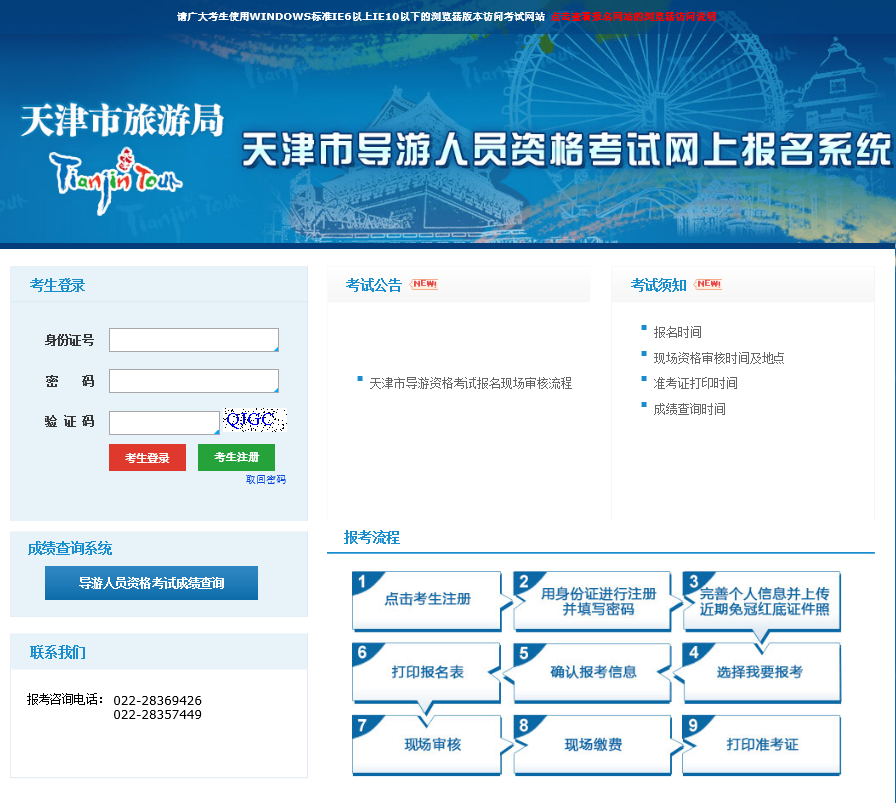 请广大考生使用WINDOWS标准IE6以上IE10以下的浏览器版本访问考试网站
天津市旅游局
Tianjin Tour
天津市导游人员资格考试网上报名系统
考生登录
身份证号
密 码
验 证 码
QJGC
考生登录 考生注册
取回密码
考试公告 NEW!
天津市导游资格考试报名现场审核流程
考试须知 NEW!
报名时间
现场资格审核时间及地点
准考证打印时间
成绩查询时间
成绩查询系统
导游人员资格考试成绩查询
联系我们
报考咨询电话： 022-28369426
022-28357449
报考流程
1 点击考生注册
2 用身份证进行注册
并填写密码
3 完善个人信息并上传
近期免冠红底证件照
4 选择我要报考
5 确认报考信息
6 打印报名表
7 现场审核
8 现场缴费
9 打印准考证